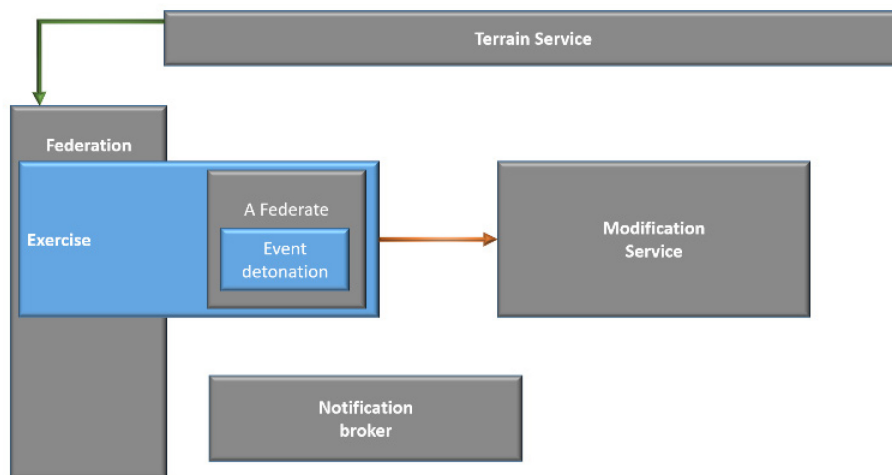 Terrain Service
Federation
Exercise
A Federate
Event
detonation
Modification
Service
Notification
broker